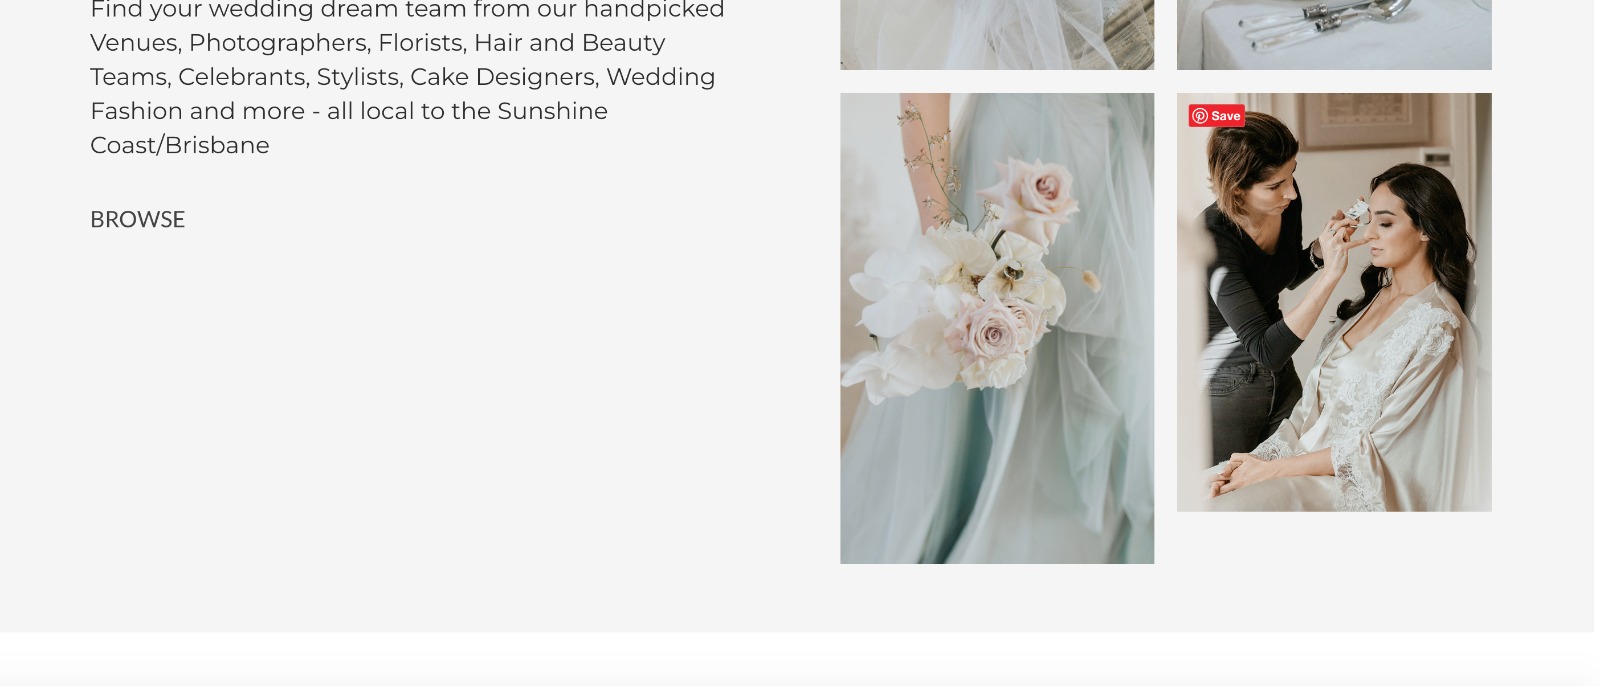 Find your wedding dream team from our handpicked
Venues, Photographers, Florists, Hair and Beauty
Teams, Celebrants, Stylists, Cake Designers, Wedding
Fashion and more - all local to the Sunshine
Coast/Brisbane
BROWSE
Save